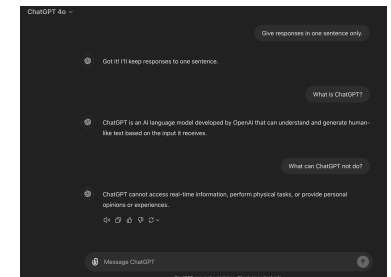 ChatGPT 4o
Give responses in one sentence only.
Got it! I'll keep responses to one sentence.
What is ChatGPT?
ChatGPT is an AI language model developed by OpenAI that can understand and generate human-
like text based on the input it receives.
What can ChatGPT not do?
ChatGPT cannot access real-time information, perform physical tasks, or provide personal
opinions or experiences.
Message ChatGPT